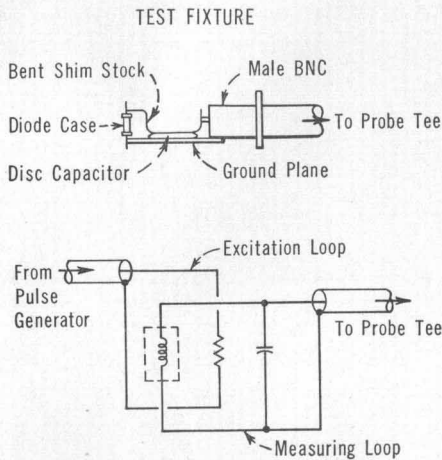 TEST FIXTURE
Bent Shim Stock
Male BNC
Diode Case
To Probe Tee
Disc Capacitor
Ground Plane
Excitation Loop
From
Pulse
Generator
To Probe Tee
Measuring Loop